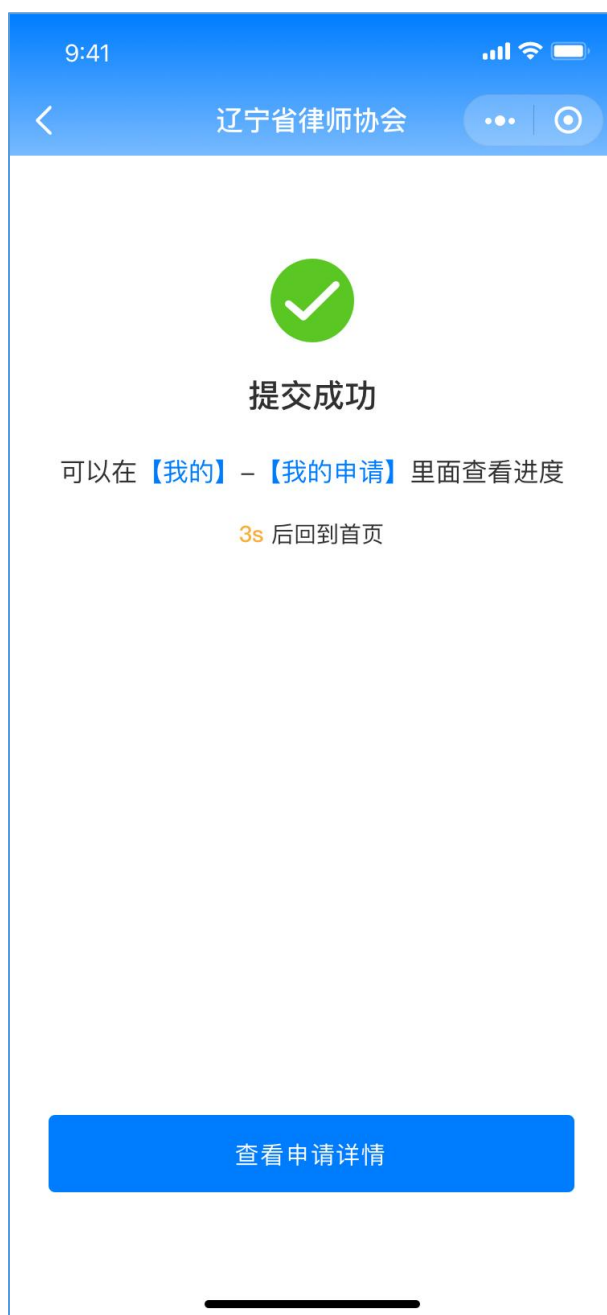 9:41
辽宁省律师协会
提交成功
可以在【我的】–【我的申请】里面查看进度
3s 后回到首页
查看申请详情